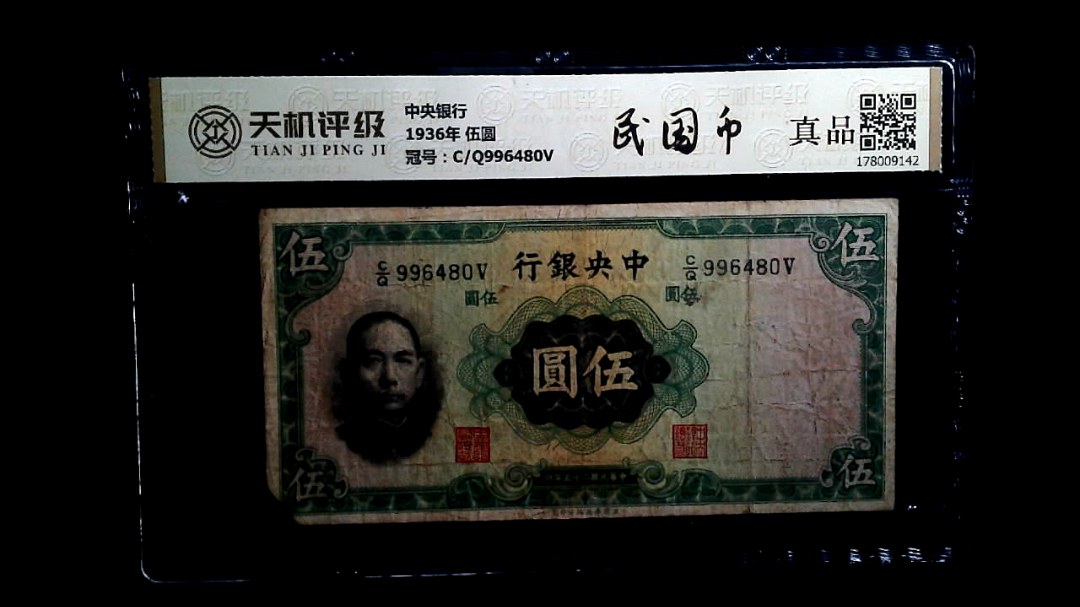 天机评级
TIAN JI PING JI
中央银行
1936年 伍圆
冠号：C/Q996480V
民国币
真品
178009142
伍
伍
C/Q 996480V
行銀央中
C/Q 996480V
圓伍
圓伍
圓伍
伍
伍